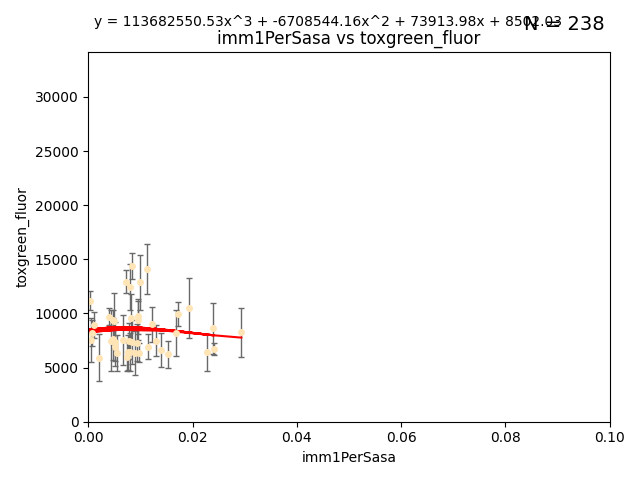 y = 113682550.53x^3 + -6708544.16x^2 + 73913.98x + 8502.03
N = 238
imm1PerSasa vs toxgreen_fluor
30000
25000
20000
15000
10000
5000
0
toxgreen_fluor
0.00 0.02 0.04 0.06 0.08 0.10
imm1PerSasa